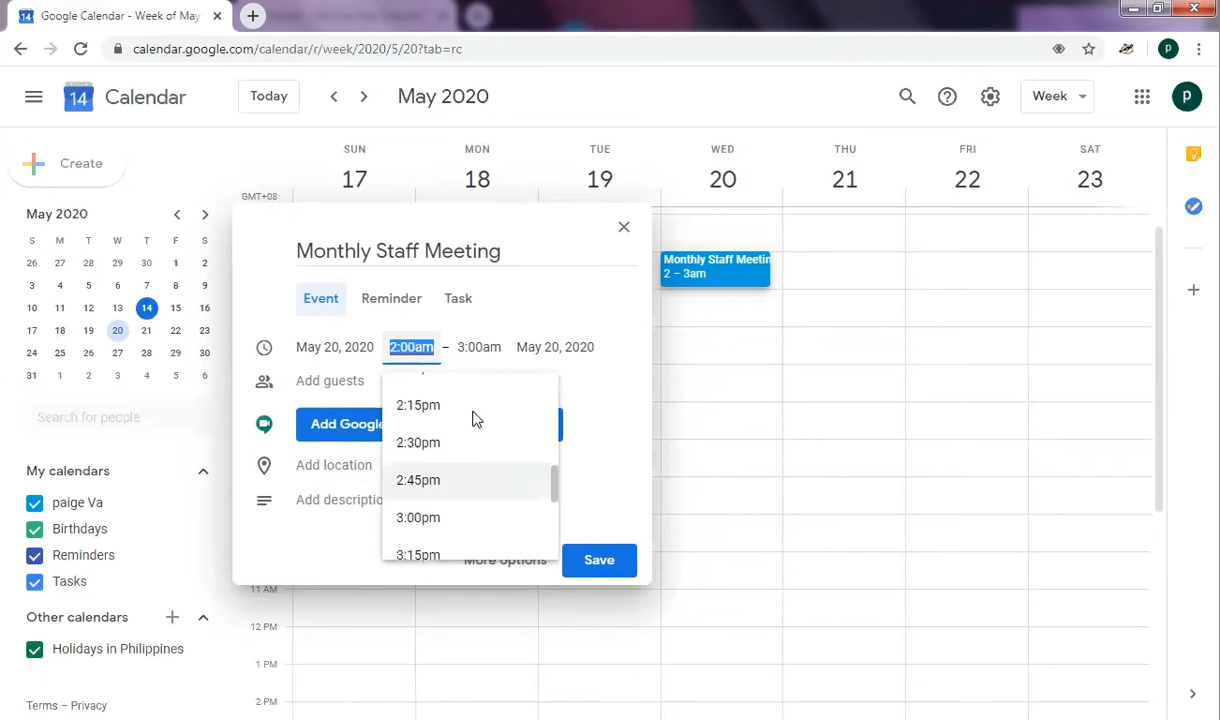 14 Google Calendar - Week of May
calendar.google.com/calendar/r/week/2020/5/20?tab=rc
p
14 Calendar Today May 2020 Week p
Create
SUN MON TUE WED THU FRI SAT
17 18 19 20 21 22 23
GMT+08
May 2020
S M T W T F S
26 27 28 29 30 1 2
3 4 5 6 7 8 9
10 11 12 13 14 15 16
17 18 19 20 21 22 23
24 25 26 27 28 29 30
31 1 2 3 4 5 6
Search for people
My calendars
paige Va
Birthdays
Reminders
Tasks
Other calendars
Holidays in Philippines
Terms – Privacy
Monthly Staff Meeting
Event Reminder Task
May 20, 2020 2:00am – 3:00am May 20, 2020
Add guests
Add Google
Add location
Add descriptio
2:15pm
2:30pm
2:45pm
3:00pm
3:15pm
More options Save
Monthly Staff Meetin
2 – 3am
11 AM
12 PM
1 PM
2 PM